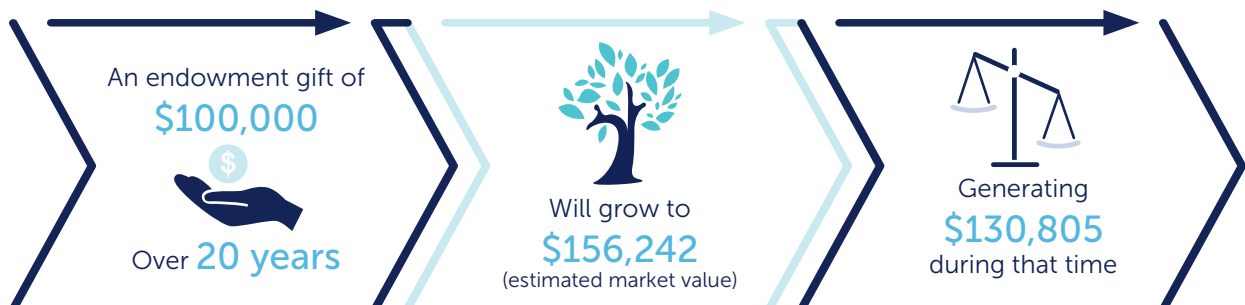 An endowment gift of
$100,000
$
Over 20 years
Will grow to
$156,242
(estimated market value)
Generating
$130,805
during that time